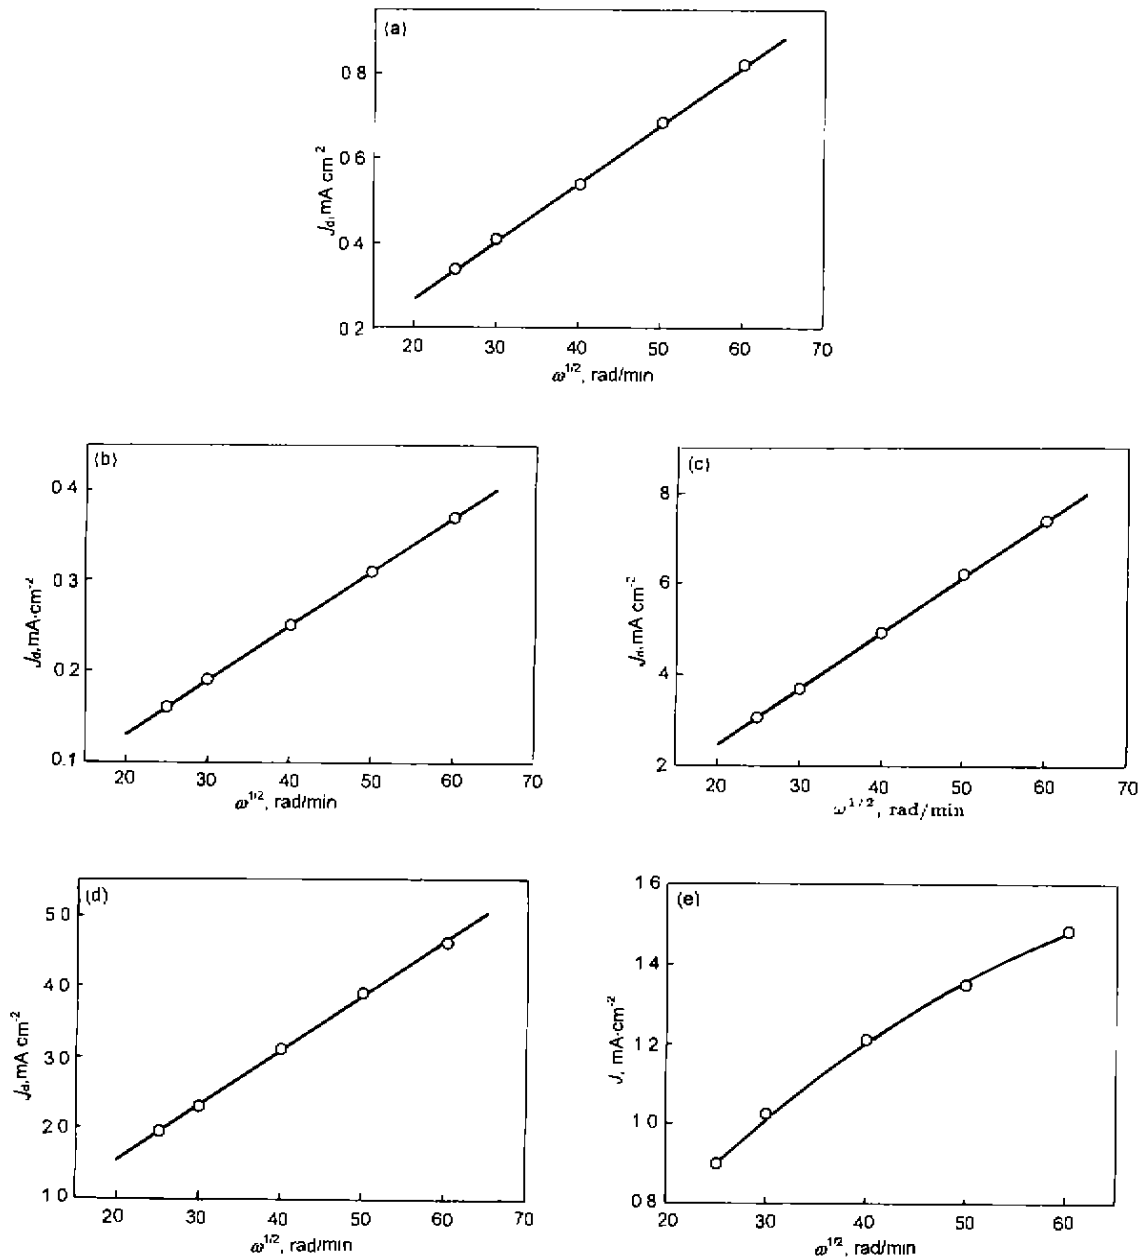 (a)
0 8
0 6
0 4
0 2
J_d, mA cm^-2
20 30 40 50 60 70
ω^1/2, rad/min
(b)
0 4
0 3
0 2
0.1
J_d, mA·cm^-2
20 30 40 50 60 70
ω^1/2, rad/min
(c)
8
6
4
2
J_d, mA cm^-2
20 30 40 50 60 70
ω^1/2, rad/min
(d)
5 0
4 0
3 0
2 0
1 0
J_d, mA cm^-2
20 30 40 50 60 70
ω^1/2, rad/min
(e)
1 6
1 4
1 2
1 0
0 8
J, mA·cm^-2
20 30 40 50 60
ω^1/2, rad/min